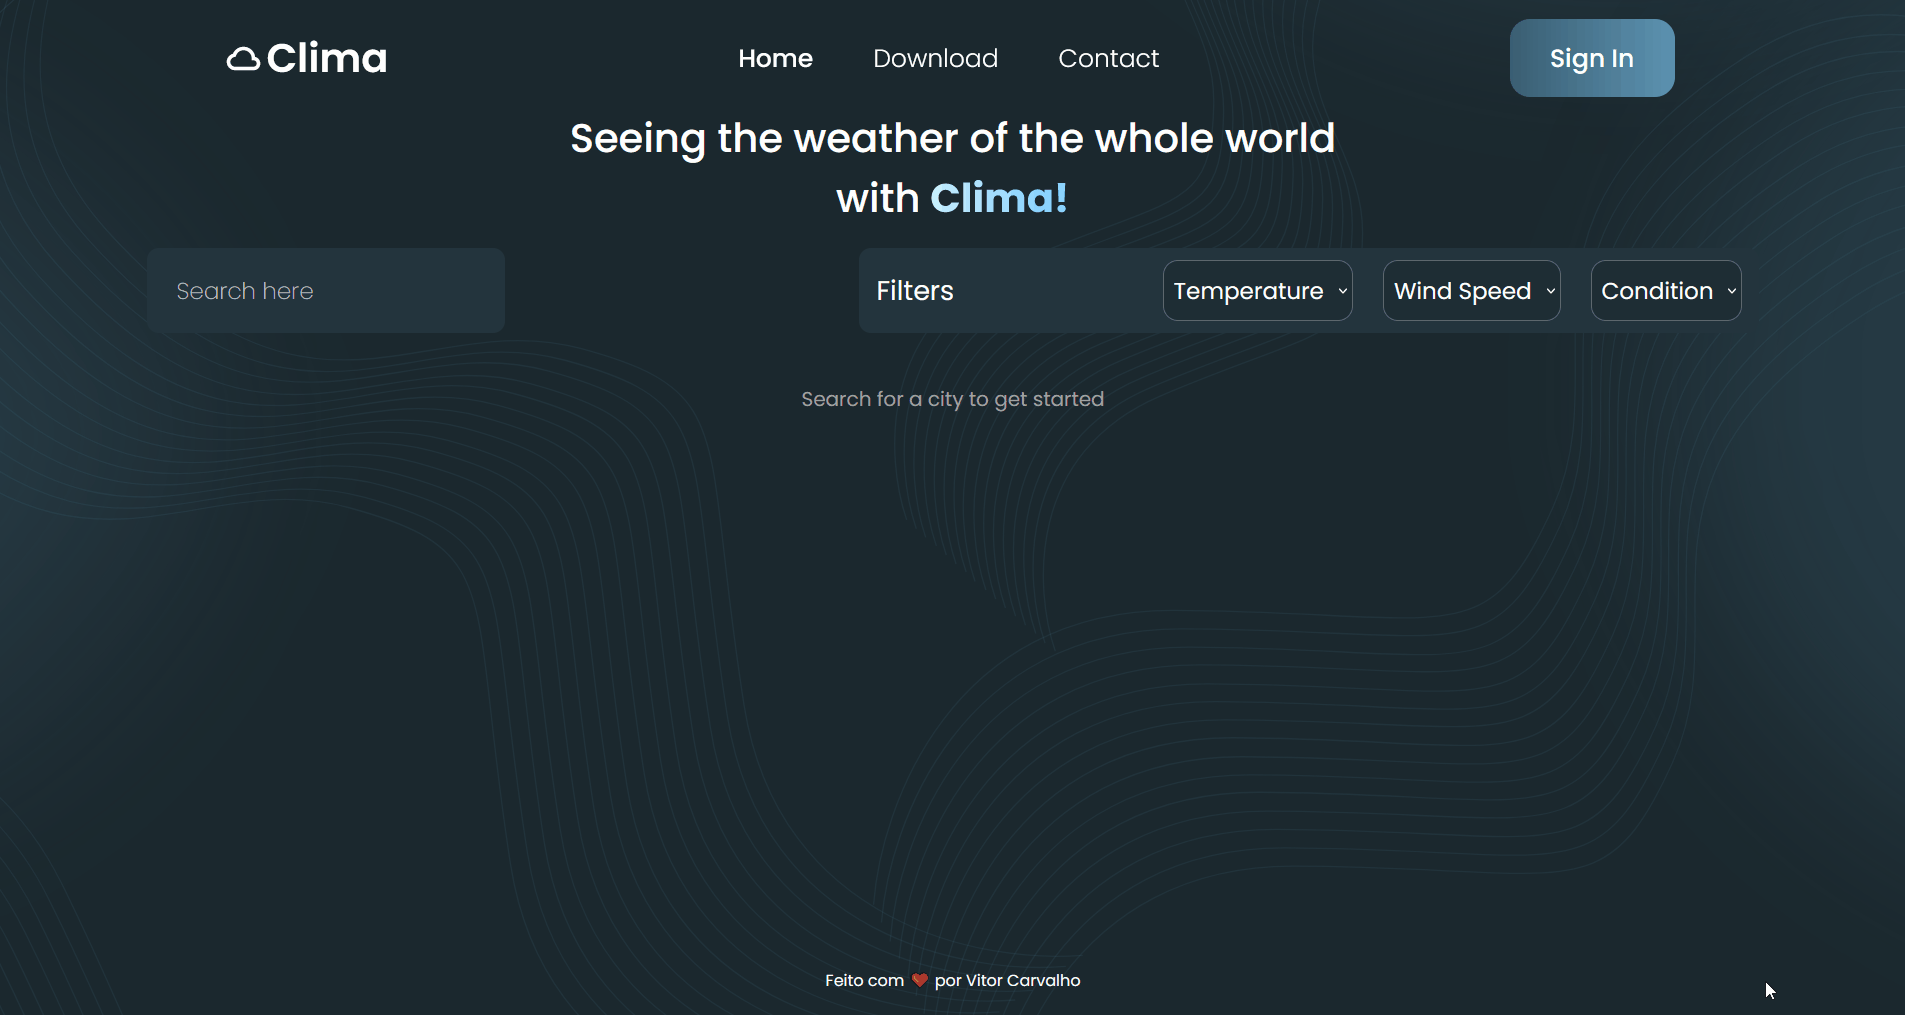 Clima
Home Download Contact
Sign In
Seeing the weather of the whole world
with Clima!
Search here
Filters
Temperature
Wind Speed
Condition
Search for a city to get started
Feito com ❤ por Vitor Carvalho